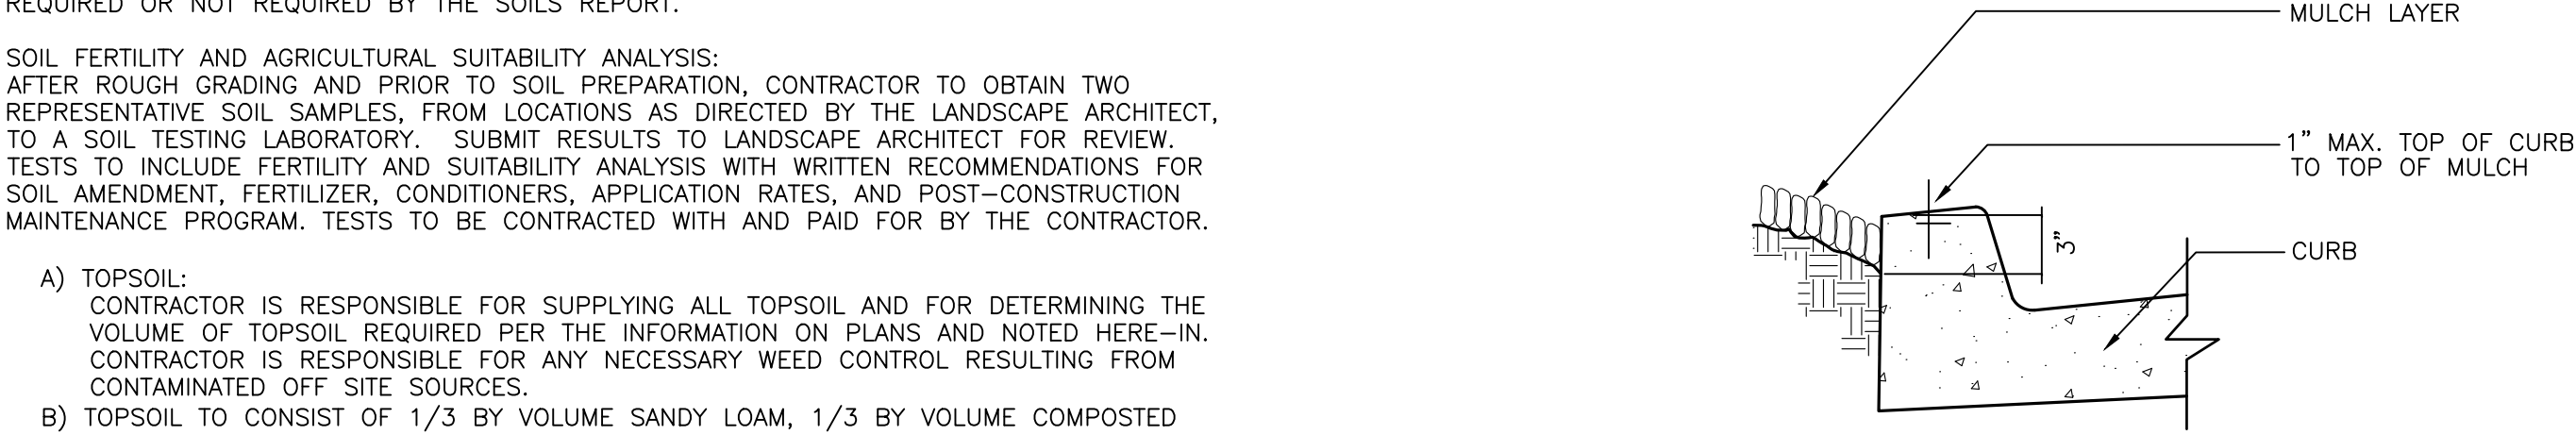 REQUIRED OR NOT REQUIRED BY THE SOILS REPORT.
SOIL FERTILITY AND AGRICULTURAL SUITABILITY ANALYSIS:
AFTER ROUGH GRADING AND PRIOR TO SOIL PREPARATION, CONTRACTOR TO OBTAIN TWO
REPRESENTATIVE SOIL SAMPLES, FROM LOCATIONS AS DIRECTED BY THE LANDSCAPE ARCHITECT,
TO A SOIL TESTING LABORATORY. SUBMIT RESULTS TO LANDSCAPE ARCHITECT FOR REVIEW.
TESTS TO INCLUDE FERTILITY AND SUITABILITY ANALYSIS WITH WRITTEN RECOMMENDATIONS FOR
SOIL AMENDMENT, FERTILIZER, CONDITIONERS, APPLICATION RATES, AND POST-CONSTRUCTION
MAINTENANCE PROGRAM. TESTS TO BE CONTRACTED WITH AND PAID FOR BY THE CONTRACTOR.
A) TOPSOIL:
CONTRACTOR IS RESPONSIBLE FOR SUPPLYING ALL TOPSOIL AND FOR DETERMINING THE
VOLUME OF TOPSOIL REQUIRED PER THE INFORMATION ON PLANS AND NOTED HERE-IN.
CONTRACTOR IS RESPONSIBLE FOR ANY NECESSARY WEED CONTROL RESULTING FROM
CONTAMINATED OFF SITE SOURCES.
B) TOPSOIL TO CONSIST OF 1/3 BY VOLUME SANDY LOAM, 1/3 BY VOLUME COMPOSTED
MULCH LAYER
1" MAX. TOP OF CURB
TO TOP OF MULCH
3"
CURB